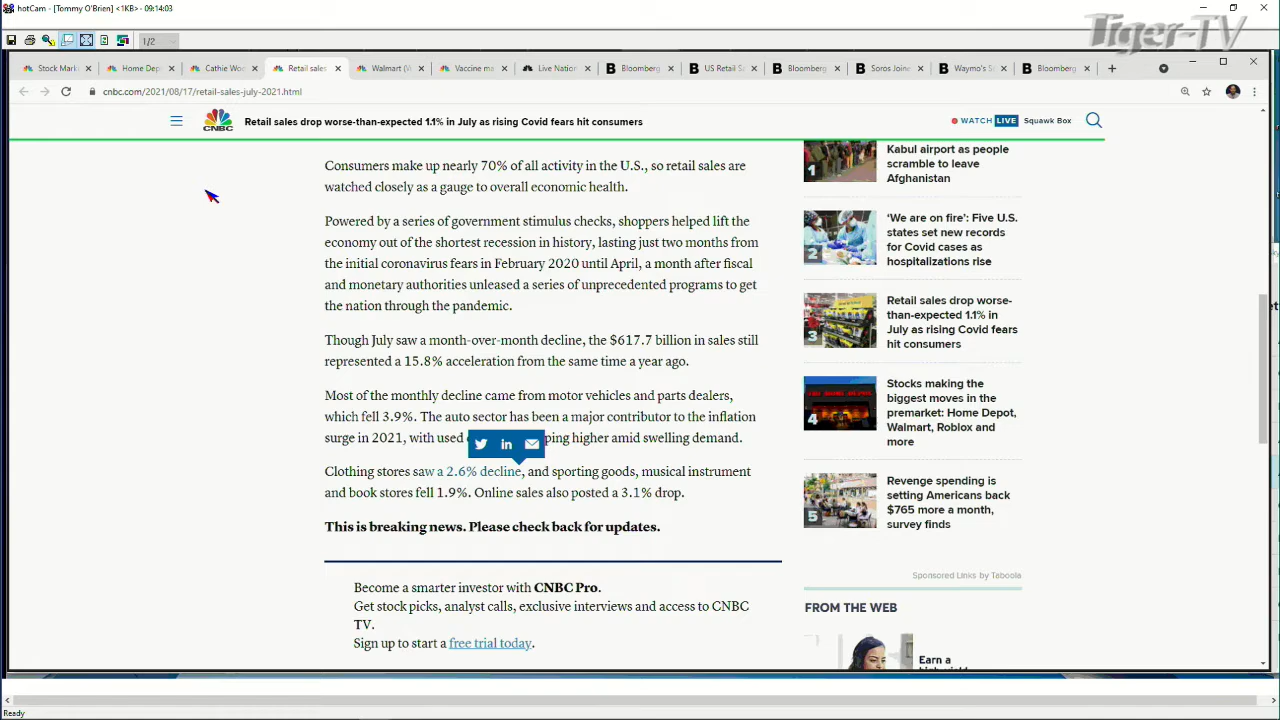 hotCam - [Tommy O'Brien] <1KB> - 09:14:03
Tiger-TV
1/2
Stock Mark
Home Dep
Cathie Woo
Retail sales
Walmart (W
Vaccine ma
Live Nation
Bloomberg
US Retail Sa
Bloomberg
Soros Joine
Waymo's S
Bloomberg
cnbc.com/2021/08/17/retail-sales-july-2021.html
CNBC
Retail sales drop worse-than-expected 1.1% in July as rising Covid fears hit consumers
WATCH LIVE Squawk Box
Consumers make up nearly 70% of all activity in the U.S., so retail sales are
watched closely as a gauge to overall economic health.
Powered by a series of government stimulus checks, shoppers helped lift the
economy out of the shortest recession in history, lasting just two months from
the initial coronavirus fears in February 2020 until April, a month after fiscal
and monetary authorities unleased a series of unprecedented programs to get
the nation through the pandemic.
Though July saw a month-over-month decline, the $617.7 billion in sales still
represented a 15.8% acceleration from the same time a year ago.
Most of the monthly decline came from motor vehicles and parts dealers,
which fell 3.9%. The auto sector has been a major contributor to the inflation
surge in 2021, with used ping higher amid swelling demand.
Clothing stores saw a 2.6% decline, and sporting goods, musical instrument
and book stores fell 1.9%. Online sales also posted a 3.1% drop.
This is breaking news. Please check back for updates.
Become a smarter investor with CNBC Pro.
Get stock picks, analyst calls, exclusive interviews and access to CNBC
TV.
Sign up to start a free trial today.
1
Kabul airport as people
scramble to leave
Afghanistan
2
‘We are on fire’: Five U.S.
states set new records
for Covid cases as
hospitalizations rise
3
Retail sales drop worse-
than-expected 1.1% in
July as rising Covid fears
hit consumers
4
Stocks making the
biggest moves in the
premarket: Home Depot,
Walmart, Roblox and
more
5
Revenge spending is
setting Americans back
$765 more a month,
survey finds
Sponsored Links by Taboola
FROM THE WEB
Earn a
Ready